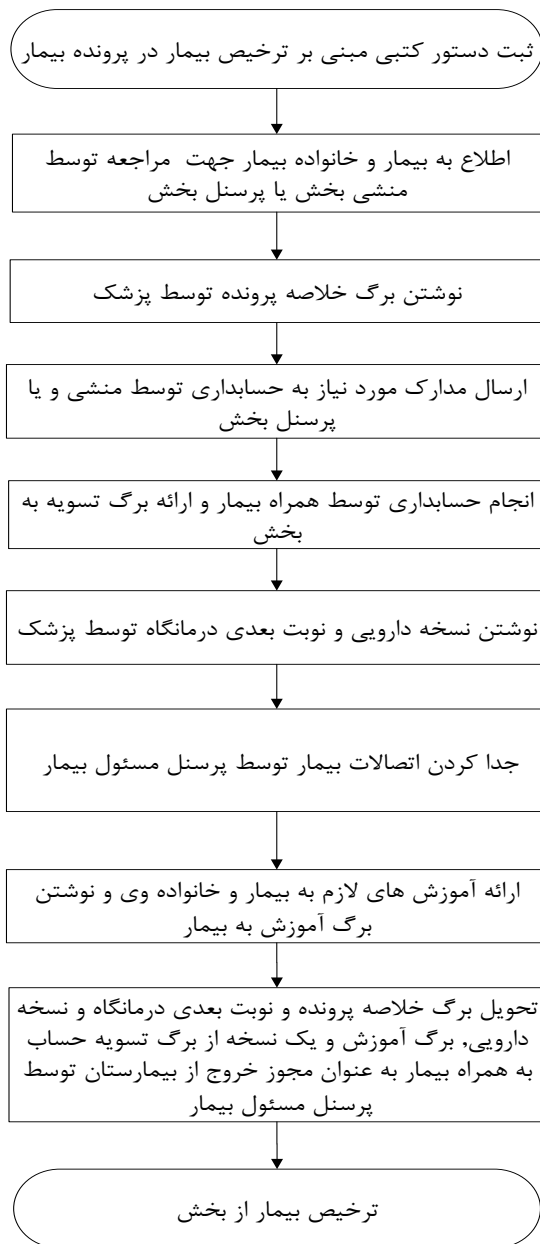 ثبت دستور کتبی مبنی بر ترخیص بیمار در پرونده بیمار
اطلاع به بیمار و خانواده بیمار جهت مراجعه توسط
منشی بخش یا پرسنل بخش
نوشتن برگ خلاصه پرونده توسط پزشک
ارسال مدارک مورد نیاز به حسابداری توسط منشی و یا
پرسنل بخش
انجام حسابداری توسط همراه بیمار و ارائه برگ تسویه به
بخش
نوشتن نسخه دارویی و نوبت بعدی درمانگاه توسط پزشک
جدا کردن اتصالات بیمار توسط پرسنل مسئول بیمار
ارائه آموزش های لازم به بیمار و خانواده وی و نوشتن
برگ آموزش به بیمار
تحویل برگ خلاصه پرونده و نوبت بعدی درمانگاه و نسخه
دارویی, برگ آموزش و یک نسخه از برگ تسویه حساب
به همراه بیمار به عنوان مجوز خروج از بیمارستان توسط
پرسنل مسئول بیمار
ترخیص بیمار از بخش